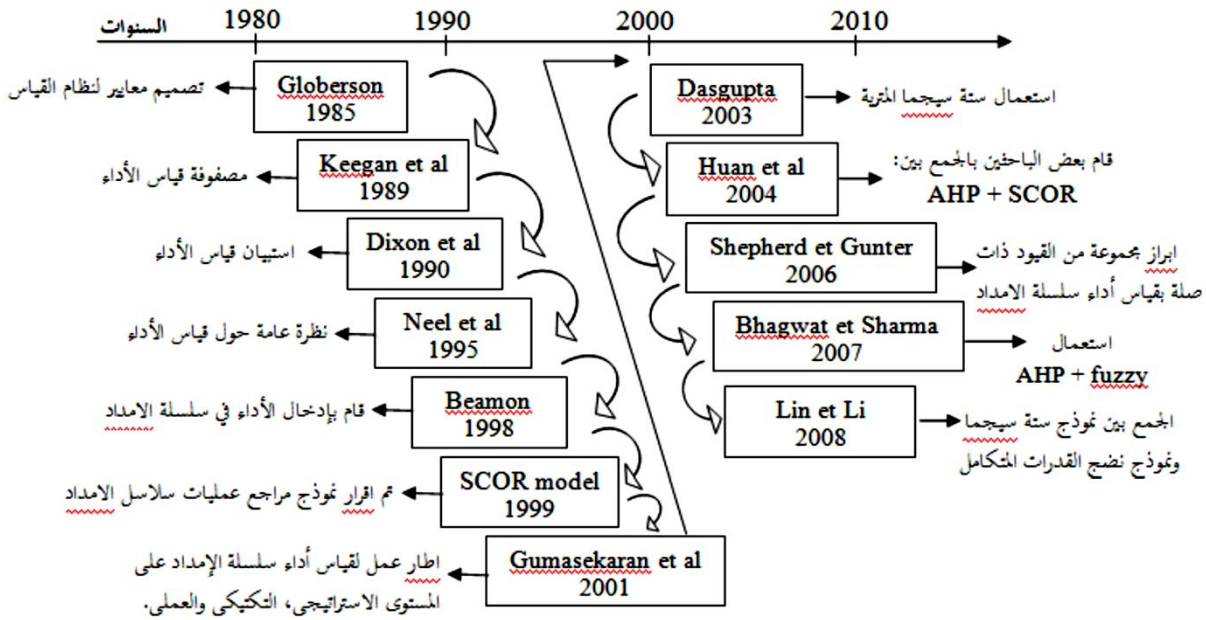 السنوات 1980 1990 2000 2010
Globerson
1985
تصميم معايير لنظام القياس
Keegan et al
1989
مصفوفة قياس الأداء
Dixon et al
1990
استبيان قياس الأداء
Neel et al
1995
نظرة عامة حول قياس الأداء
Beamon
1998
قام بإدخال الأداء في سلسلة الامداد
SCOR model
1999
تم اقرار نموذج مراجع عمليات سلاسل الامداد
Gumasekaran et al
2001
اطار عمل لقياس أداء سلسلة الإمداد على
المستوى الاستراتيجي، التكتيكي والعملي.
Dasgupta
2003
استعمال ستة سيجما المترية
Huan et al
2004
قام بعض الباحثين بالجمع بين:
AHP + SCOR
Shepherd et Gunter
2006
ابراز مجموعة من القيود ذات
صلة بقياس أداء سلسلة الامداد
Bhagwat et Sharma
2007
استعمال
AHP + fuzzy
Lin et Li
2008
الجمع بين نموذج ستة سيجما
ونموذج نضج القدرات المتكامل